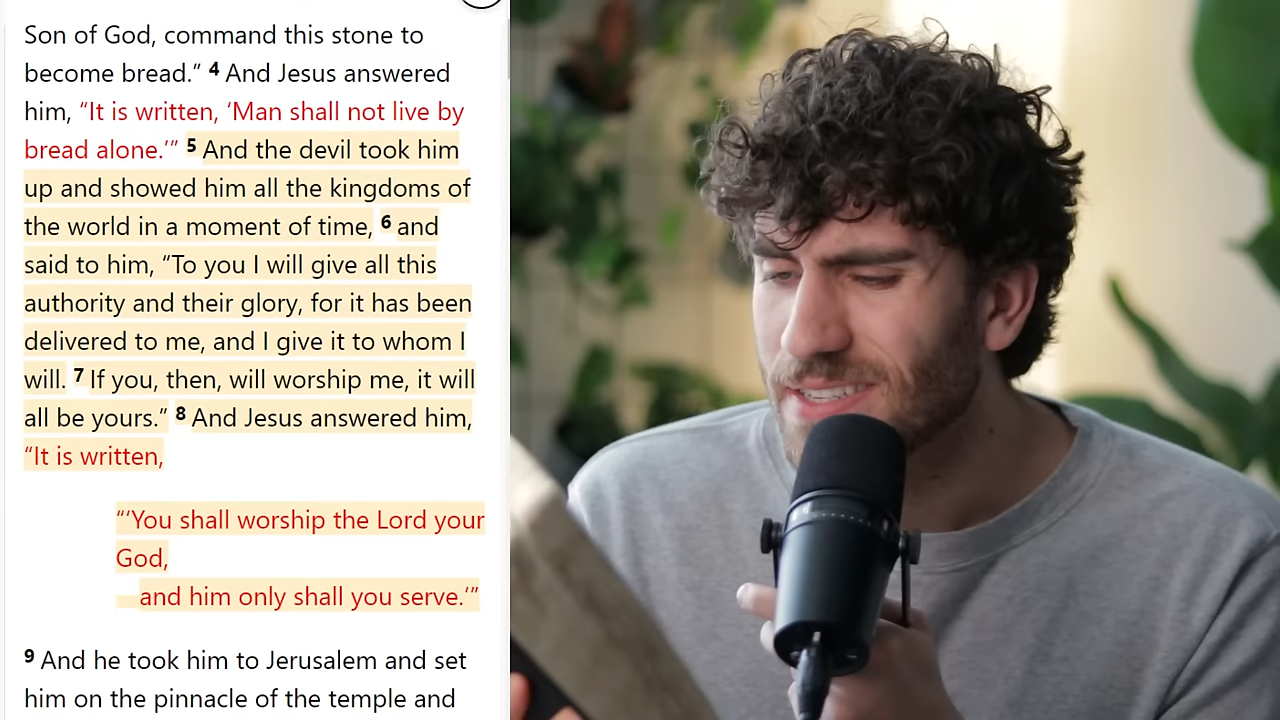 Son of God, command this stone to
become bread.” 4 And Jesus answered
him, “It is written, ‘Man shall not live by
bread alone.’” 5 And the devil took him
up and showed him all the kingdoms of
the world in a moment of time, 6 and
said to him, “To you I will give all this
authority and their glory, for it has been
delivered to me, and I give it to whom I
will. 7 If you, then, will worship me, it will
all be yours.” 8 And Jesus answered him,
“It is written,
“‘You shall worship the Lord your
God,
and him only shall you serve.’”
9 And he took him to Jerusalem and set
him on the pinnacle of the temple and